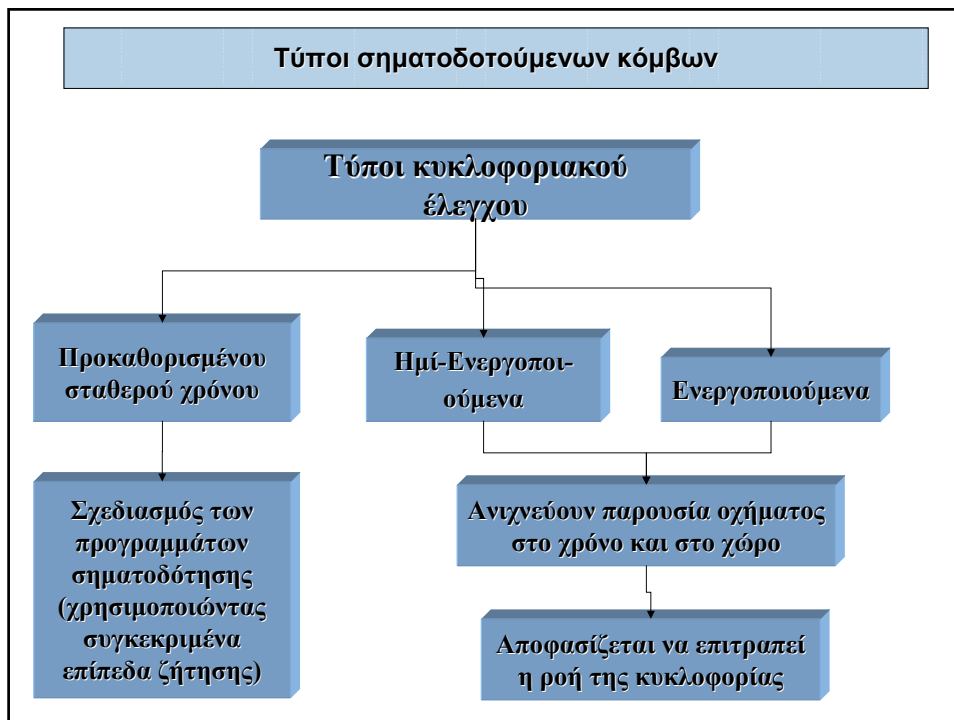 Τύποι σηματοδοτούμενων κόμβων
Τύποι κυκλοφοριακού
έλεγχου
Προκαθορισμένου
σταθερού χρόνου
Ημί-Ενεργοποι-
ούμενα
Ενεργοποιούμενα
Σχεδιασμός των
προγραμμάτων
σηματοδότησης
(χρησιμοποιώντας
συγκεκριμένα
επίπεδα ζήτησης)
Ανιχνεύουν παρουσία οχήματος
στο χρόνο και στο χώρο
Αποφασίζεται να επιτραπεί
η ροή της κυκλοφορίας